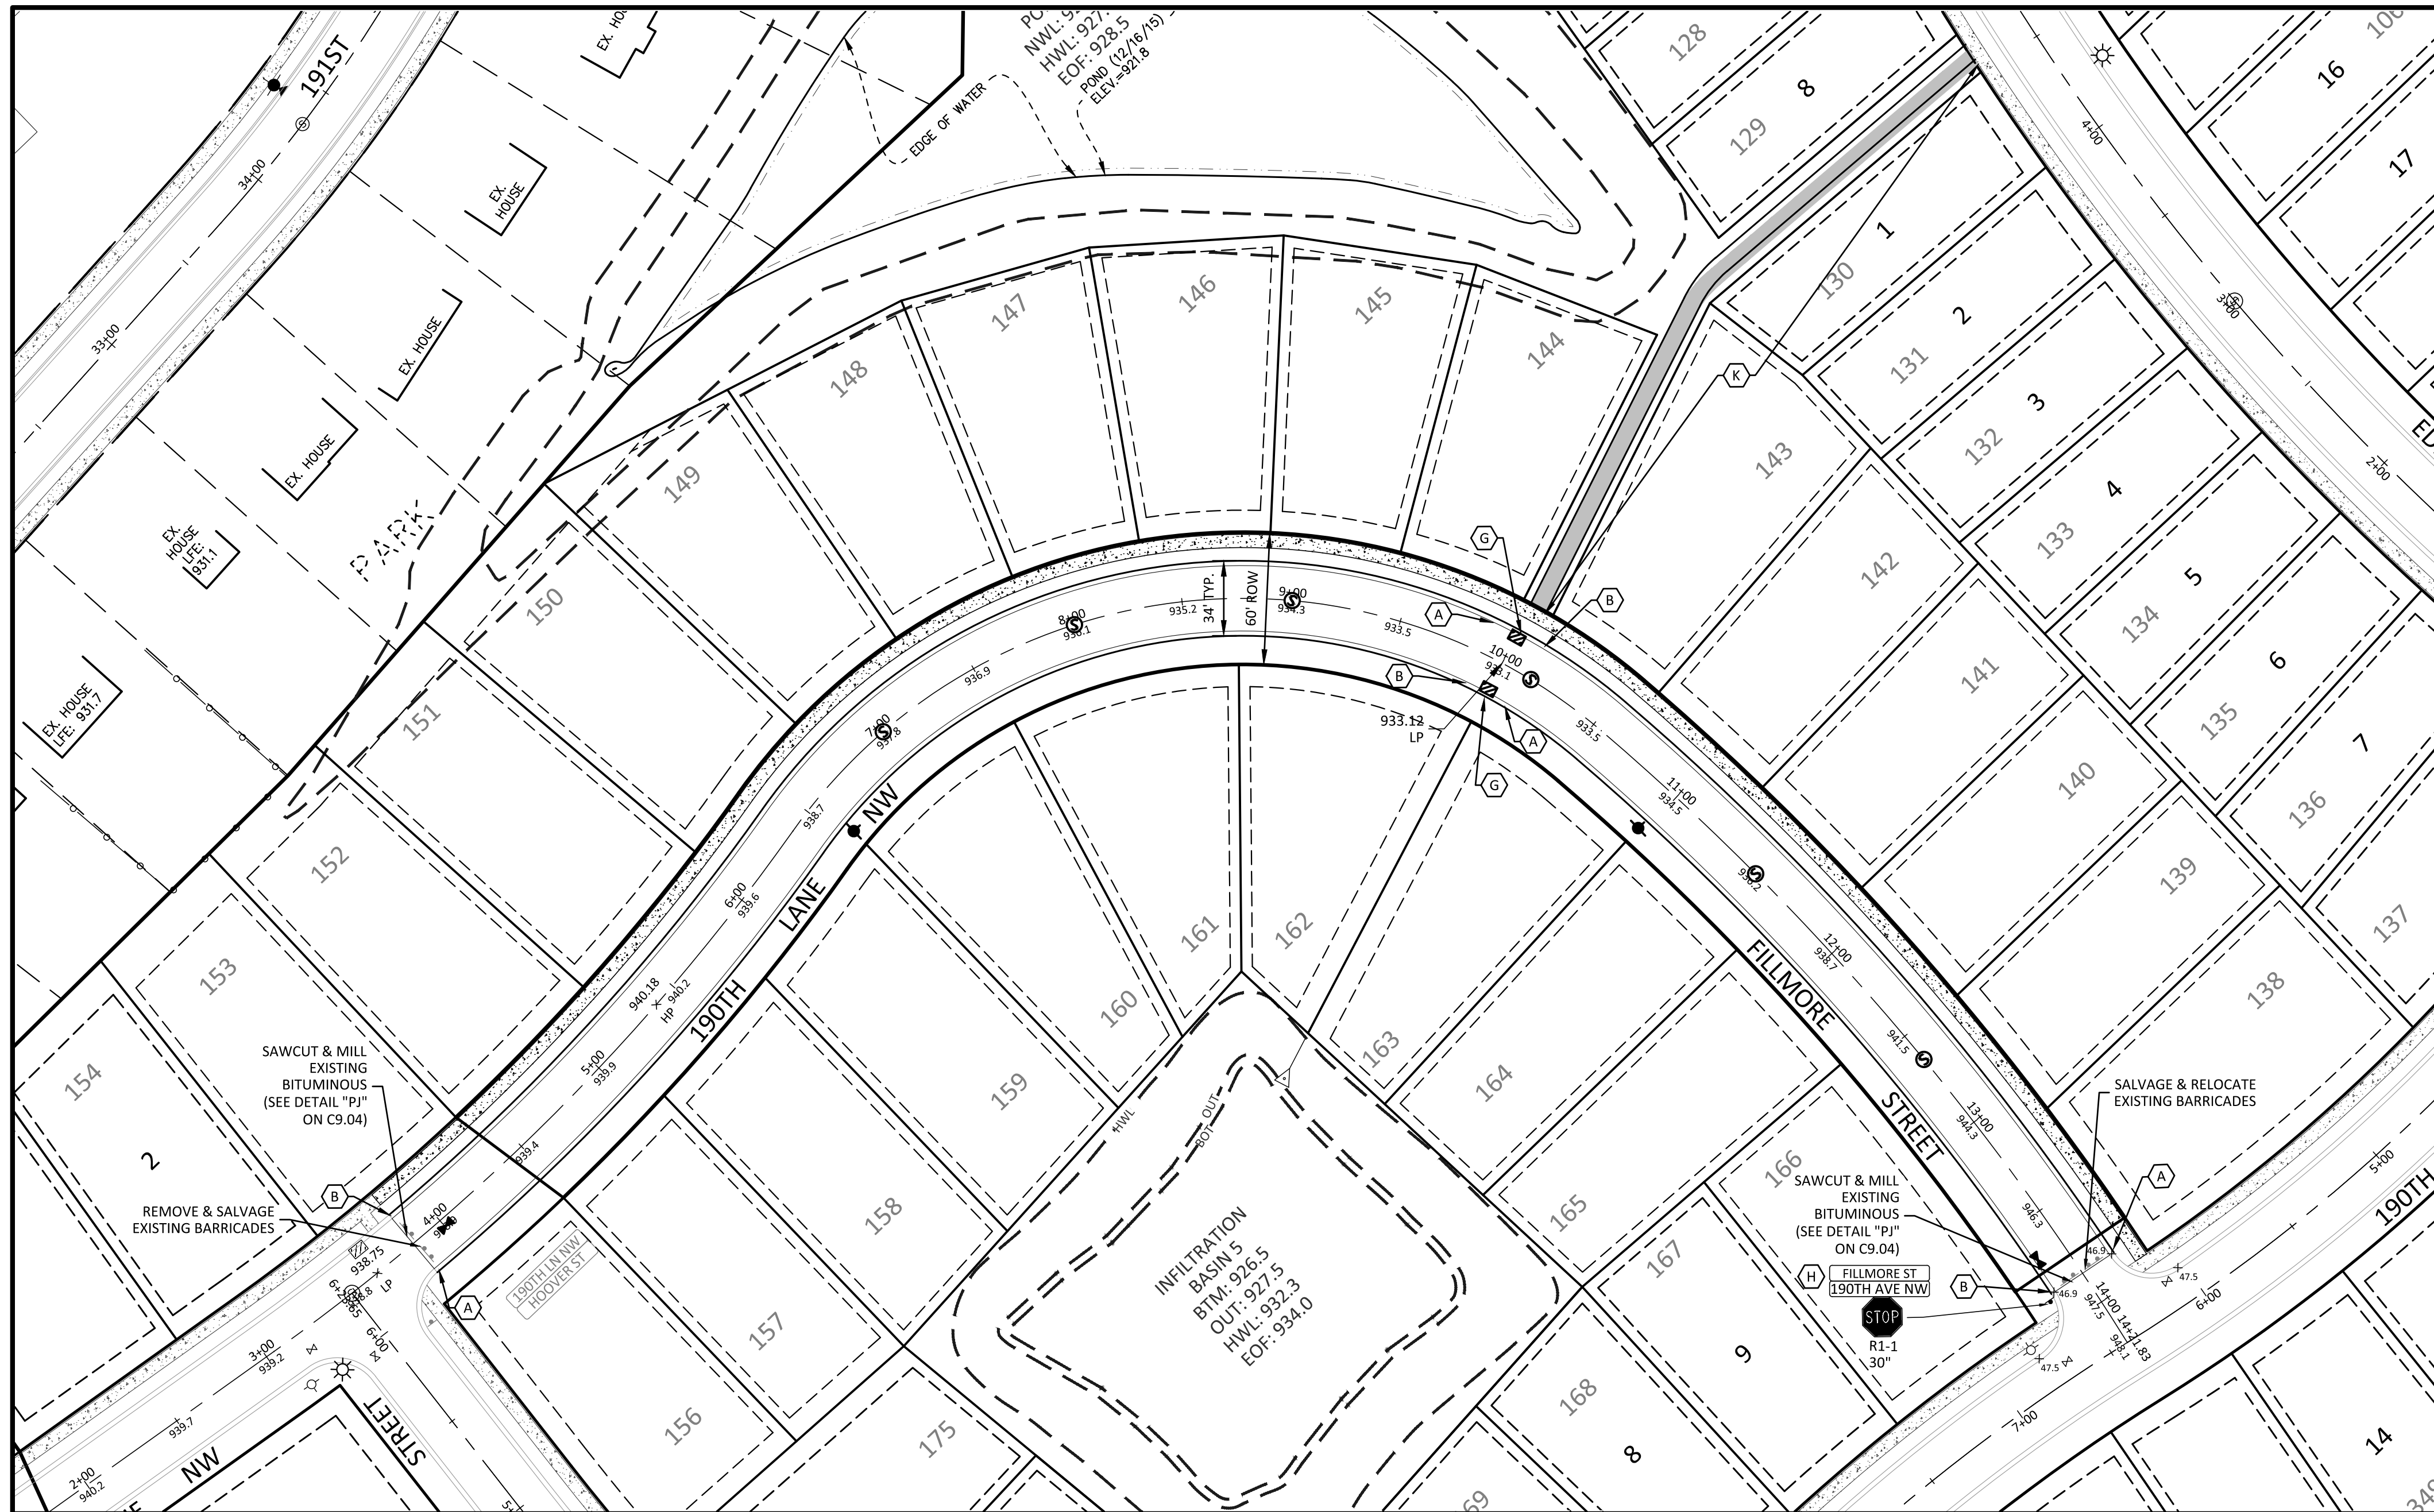 191ST
34+00
33+00
EX. HOUSE
EX.
HOUSE
EX. HOUSE
EX. HOUSE
EX.
HOUSE
LFE:
931.1
EX. HOUSE
LFE: 931.7
PARK
HWL: 927.
EOF: 928.5
POND (12/16/15)
ELEV.=921.8
EDGE OF WATER
128
8
129
16
17
4+00
3+00
2+00
1
130
2
131
3
132
4
133
5
134
6
135
7
136
137
138
139
140
141
142
143
144
145
146
147
148
149
150
151
152
153
154
2
K
G
A
B
B
A
G
34' TYP.
60' ROW
933.12
LP
7+00
937.8
936.9
8+00
936.1
935.2
9+00
934.3
933.5
10+00
933.1
933.5
11+00
934.5
936.2
12+00
938.7
941.5
13+00
944.3
946.3
14+00
947.5
14+21.83
948.1
938.7
6+00
939.6
940.18
HP
940.2
5+00
939.9
939.4
4+00
190TH LANE NW
FILLMORE STREET
160
161
162
163
164
165
166
167
168
159
158
157
156
175
9
8
14
SAWCUT & MILL
EXISTING
BITUMINOUS
(SEE DETAIL "PJ"
ON C9.04)
REMOVE & SALVAGE
EXISTING BARRICADES
B
A
190TH LN NW
HOOVER ST
938.75
LP
6+00
3+00
939.2
939.7
2+00
940.2
NW
STREET
HWL
BOT
OUT
INFILTRATION
BASIN 5
BTM: 926.5
OUT: 927.5
HWL: 932.3
EOF: 934.0
SALVAGE & RELOCATE
EXISTING BARRICADES
A
SAWCUT & MILL
EXISTING
BITUMINOUS
(SEE DETAIL "PJ"
ON C9.04)
H
FILLMORE ST
190TH AVE NW
B
STOP
R1-1
30"
46.9
46.9
47.5
47.5
5+00
6+00
7+00
190TH